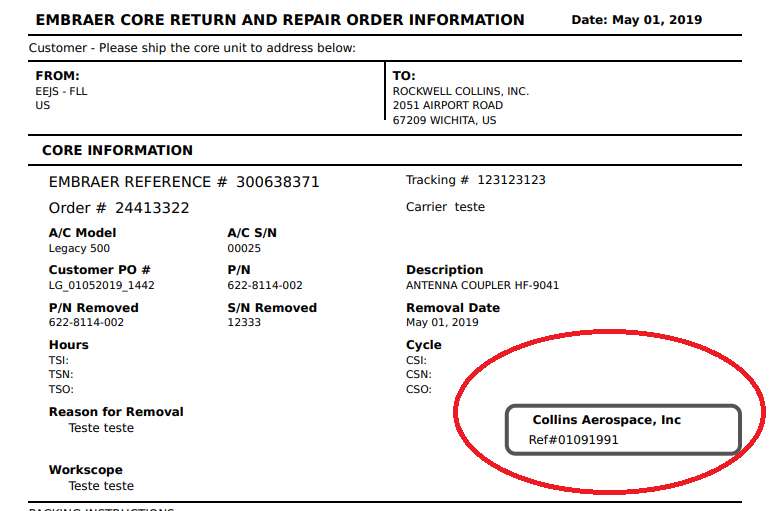 EMBRAER CORE RETURN AND REPAIR ORDER INFORMATION Date: May 01, 2019
Customer - Please ship the core unit to address below:
FROM: TO:
EEJS - FLL ROCKWELL COLLINS, INC.
US 2051 AIRPORT ROAD
67209 WICHITA, US
CORE INFORMATION
EMBRAER REFERENCE # 300638371 Tracking # 123123123
Order # 24413322 Carrier teste
A/C Model A/C S/N
Legacy 500 00025
Customer PO # P/N Description
LG_01052019_1442 622-8114-002 ANTENNA COUPLER HF-9041
P/N Removed S/N Removed Removal Date
622-8114-002 12333 May 01, 2019
Hours Cycle
TSI: CSI:
TSN: CSN:
TSO: CSO:
Reason for Removal Collins Aerospace, Inc
Teste teste Ref#01091991
Workscope
Teste teste
PACKING INSTRUCTIONS